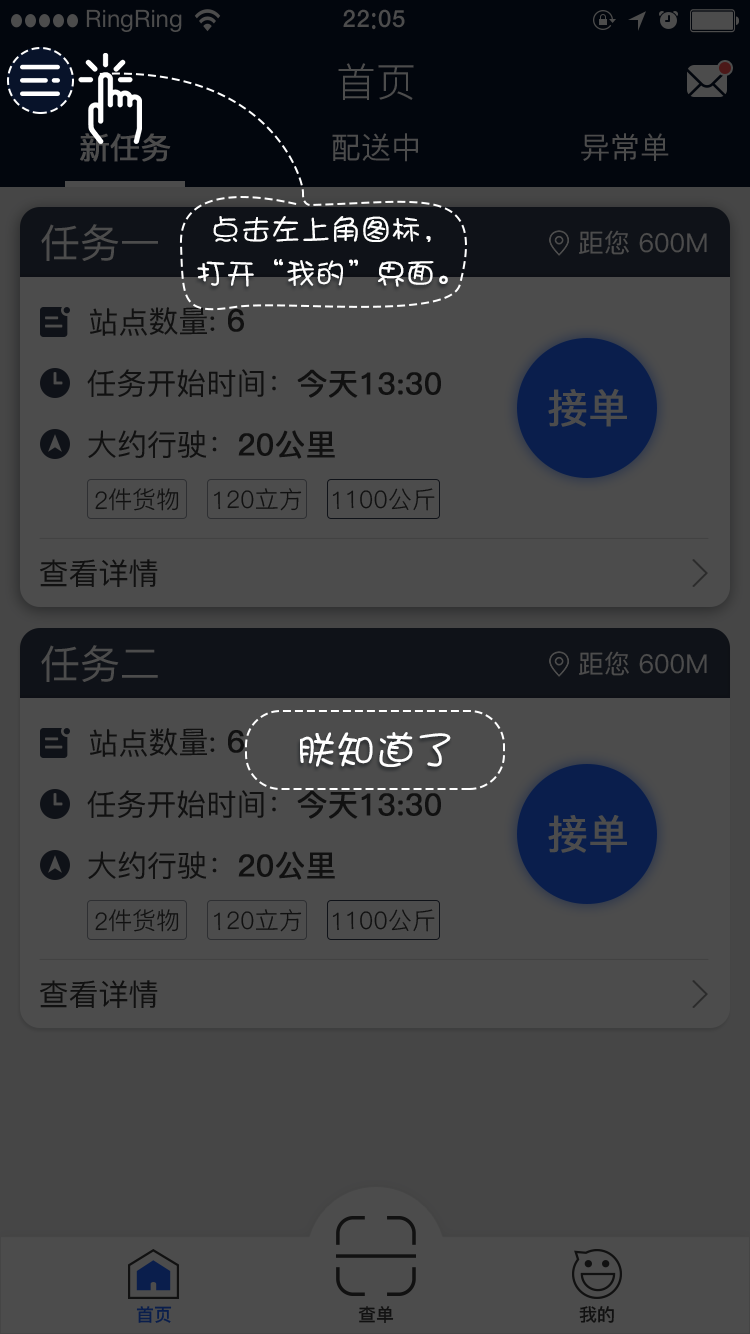 RingRing 22:05
首页
新任务 配送中 异常单
点击左上角图标，
打开“我的”界面。
任务一 距您 600M
站点数量: 6
任务开始时间： 今天13:30
大约行驶： 20公里
接单
2件货物 120立方 1100公斤
查看详情
任务二 距您 600M
站点数量: 6
朕知道了
任务开始时间： 今天13:30
大约行驶： 20公里
接单
2件货物 120立方 1100公斤
查看详情
首页 查单 我的